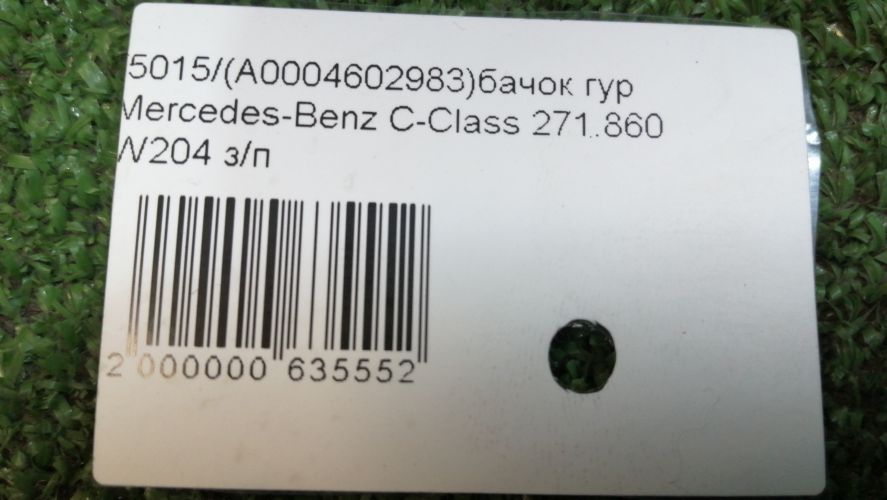 5015/(A0004602983)бачок гур
Mercedes-Benz C-Class 271.860
W204 з/п
2 000000 635552